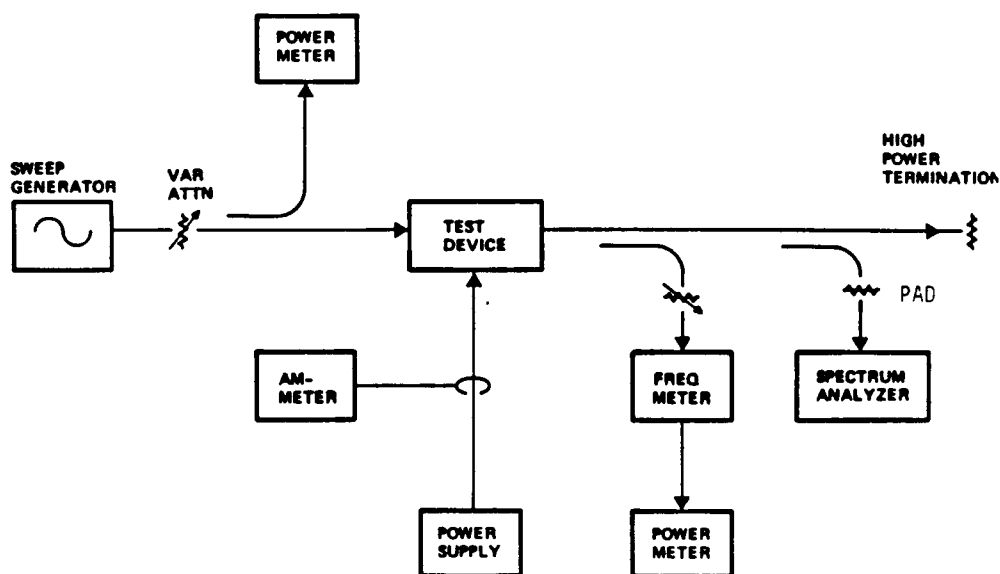 POWER
METER
SWEEP
GENERATOR
VAR
ATTN
HIGH
POWER
TERMINATION
TEST
DEVICE
PAD
AM-
METER
FREQ
METER
SPECTRUM
ANALYZER
POWER
SUPPLY
POWER
METER